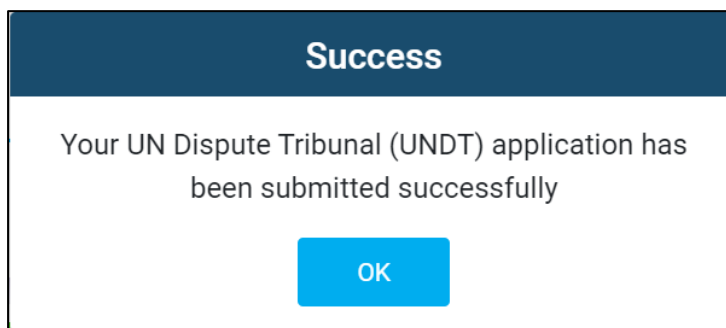 Success
Your UN Dispute Tribunal (UNDT) application has
been submitted successfully
OK